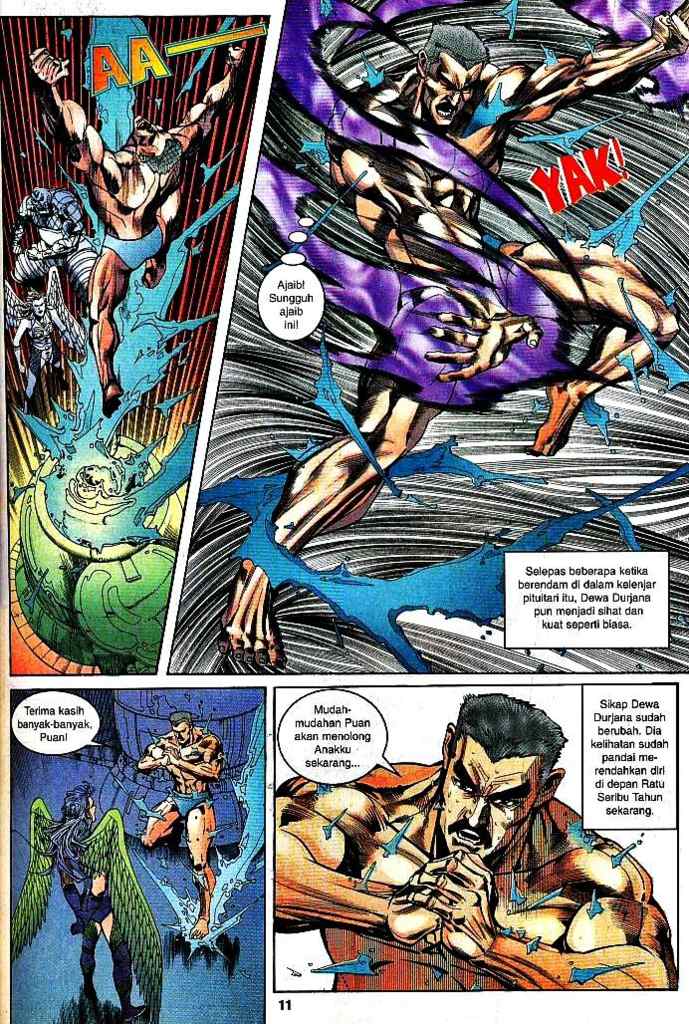 AA
YAK!
Ajaib!
Sungguh
ajaib
ini!
Selepas beberapa ketika
berendam di dalam kelenjar
pituitari itu, Dewa Durjana
pun menjadi sihat dan
kuat seperti biasa.
Terima kasih
banyak-banyak,
Puan!
Mudah-
mudahan Puan
akan menolong
Anakku
sekarang...
Sikap Dewa
Durjana sudah
berubah. Dia
kelihatan sudah
pandai me-
rendahkan diri
di depan Ratu
Seribu Tahun
sekarang.
11